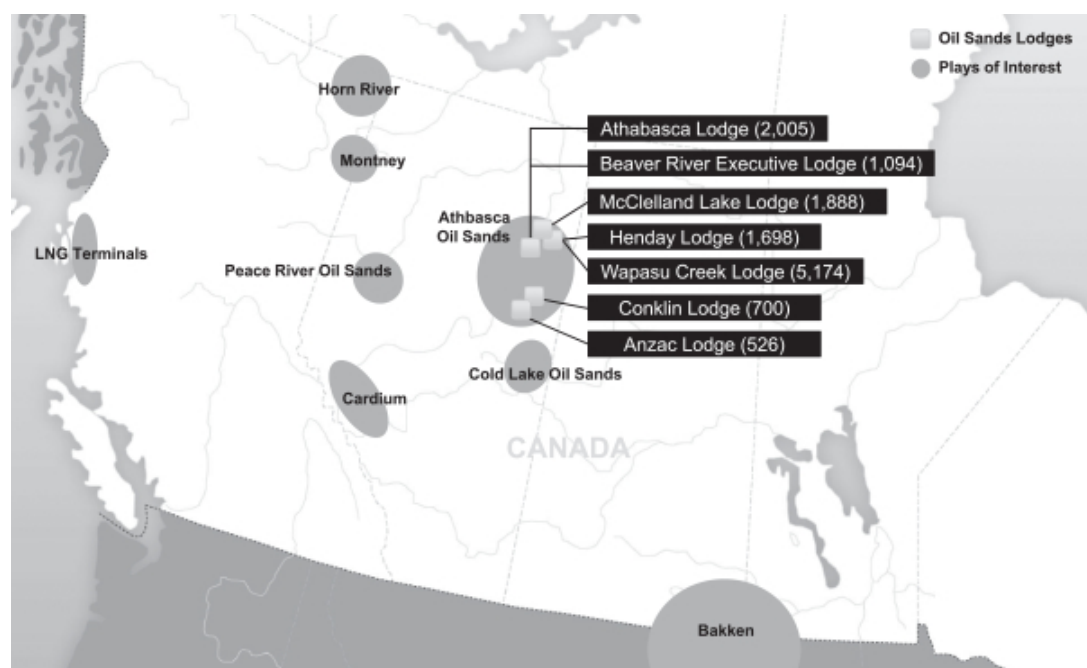 Oil Sands Lodges
Plays of Interest
Horn River
Montney
Athabasca Lodge (2,005)
Beaver River Executive Lodge (1,094)
McClelland Lake Lodge (1,888)
Athbasca
Oil Sands
Henday Lodge (1,698)
LNG Terminals
Peace River Oil Sands
Wapasu Creek Lodge (5,174)
Conklin Lodge (700)
Anzac Lodge (526)
Cold Lake Oil Sands
Cardium
CANADA
Bakken